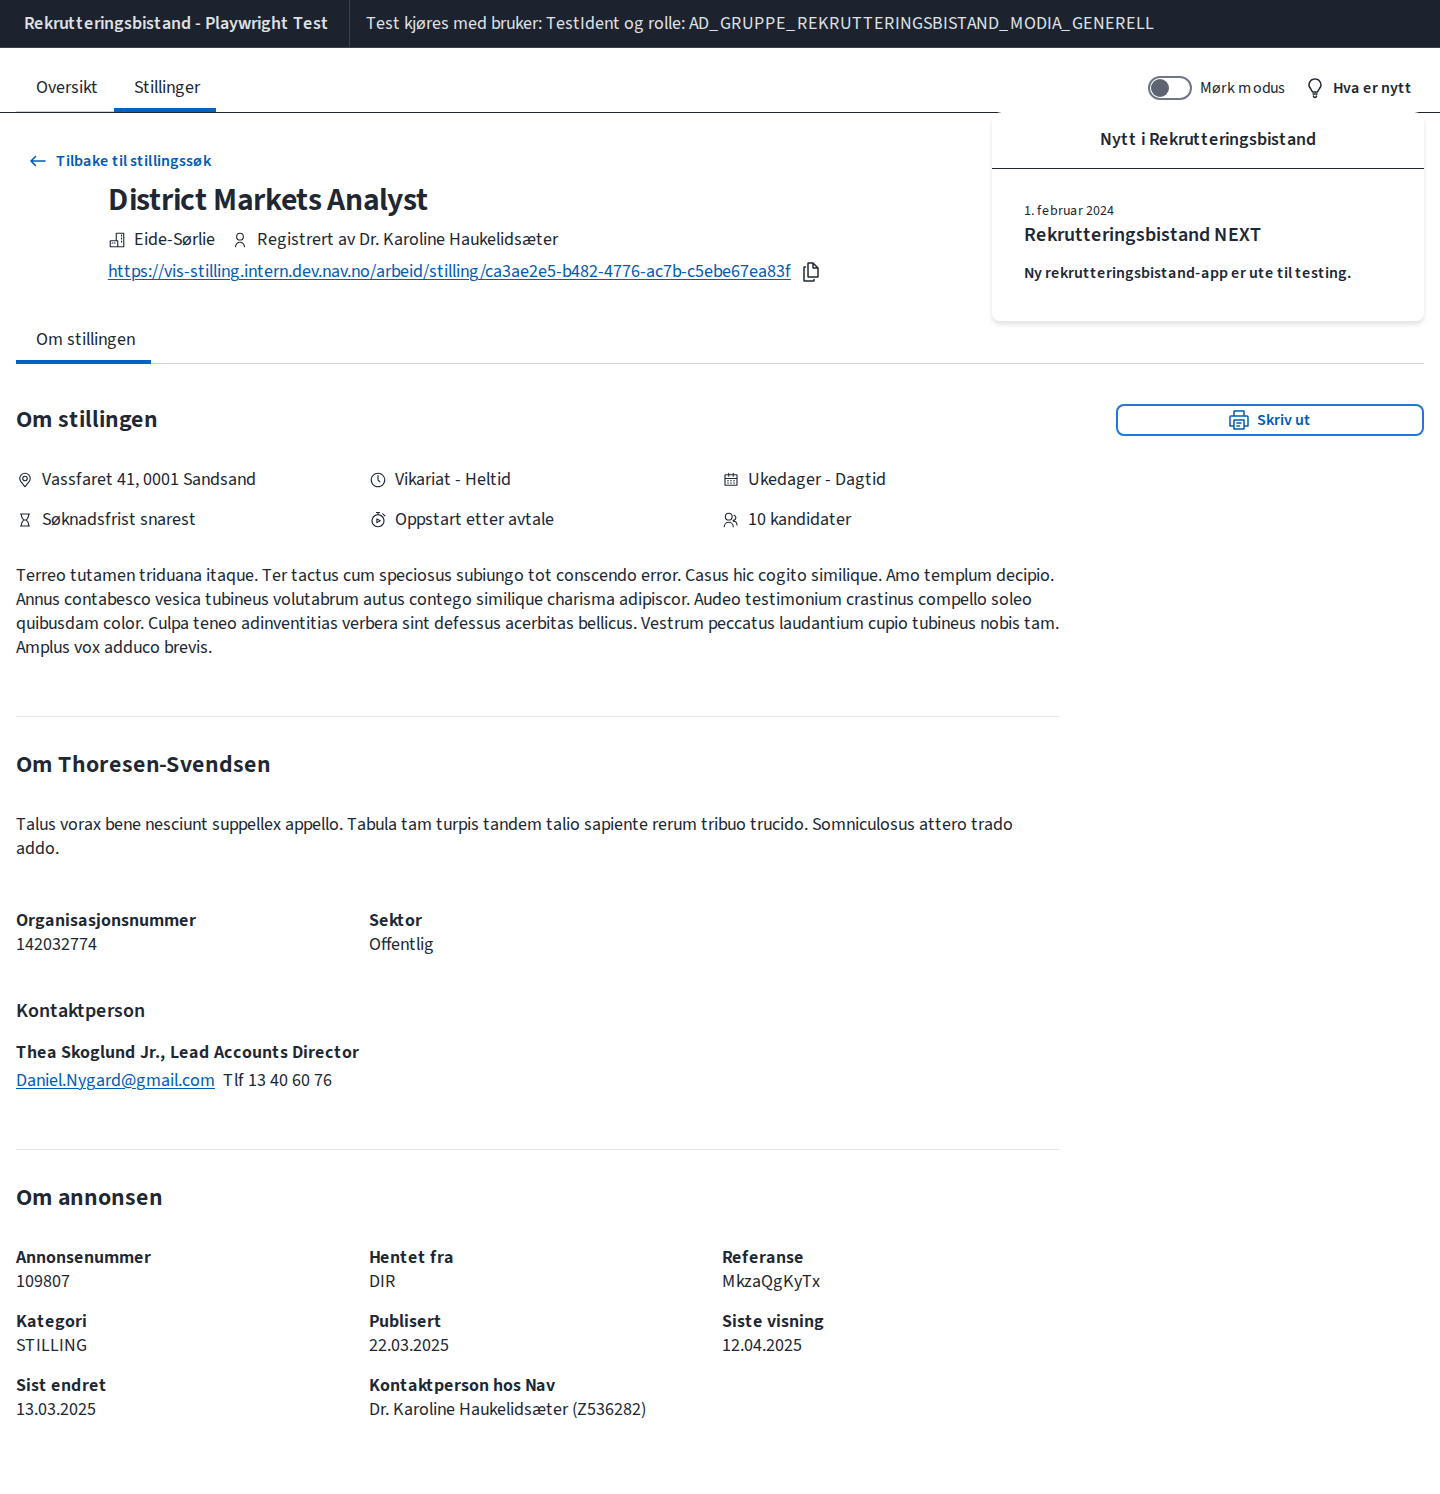 Rekrutteringsbistand - Playwright Test
Test kjøres med bruker: TestIdent og rolle: AD_GRUPPE_REKRUTTERINGSBISTAND_MODIA_GENERELL
Oversikt
Stillinger
Mørk modus
Hva er nytt
Nytt i Rekrutteringsbistand
1. februar 2024
Rekrutteringsbistand NEXT
Ny rekrutteringsbistand-app er ute til testing.
Tilbake til stillingssøk
District Markets Analyst
Eide-Sørlie
Registrert av Dr. Karoline Haukelidsæter
https://vis-stilling.intern.dev.nav.no/arbeid/stilling/ca3ae2e5-b482-4776-ac7b-c5ebe67ea83f
Om stillingen
Om stillingen
Skriv ut
Vassfaret 41, 0001 Sandsand
Vikariat - Heltid
Ukedager - Dagtid
Søknadsfrist snarest
Oppstart etter avtale
10 kandidater
Terreo tutamen triduana itaque. Ter tactus cum speciosus subiungo tot conscendo error. Casus hic cogito similique. Amo templum decipio.
Annus contabesco vesica tubineus volutabrum autus contego similique charisma adipiscor. Audeo testimonium crastinus compello soleo
quibusdam color. Culpa teneo adinventitias verbera sint defessus acerbitas bellicus. Vestrum peccatus laudantium cupio tubineus nobis tam.
Amplus vox adduco brevis.
Om Thoresen-Svendsen
Talus vorax bene nesciunt suppellex appello. Tabula tam turpis tandem talio sapiente rerum tribuo trucido. Somniculosus attero trado
addo.
Organisasjonsnummer
142032774
Sektor
Offentlig
Kontaktperson
Thea Skoglund Jr., Lead Accounts Director
Daniel.Nygard@gmail.com Tlf 13 40 60 76
Om annonsen
Annonsenummer
109807
Hentet fra
DIR
Referanse
MkzaQgKyTx
Kategori
STILLING
Publisert
22.03.2025
Siste visning
12.04.2025
Sist endret
13.03.2025
Kontaktperson hos Nav
Dr. Karoline Haukelidsæter (Z536282)